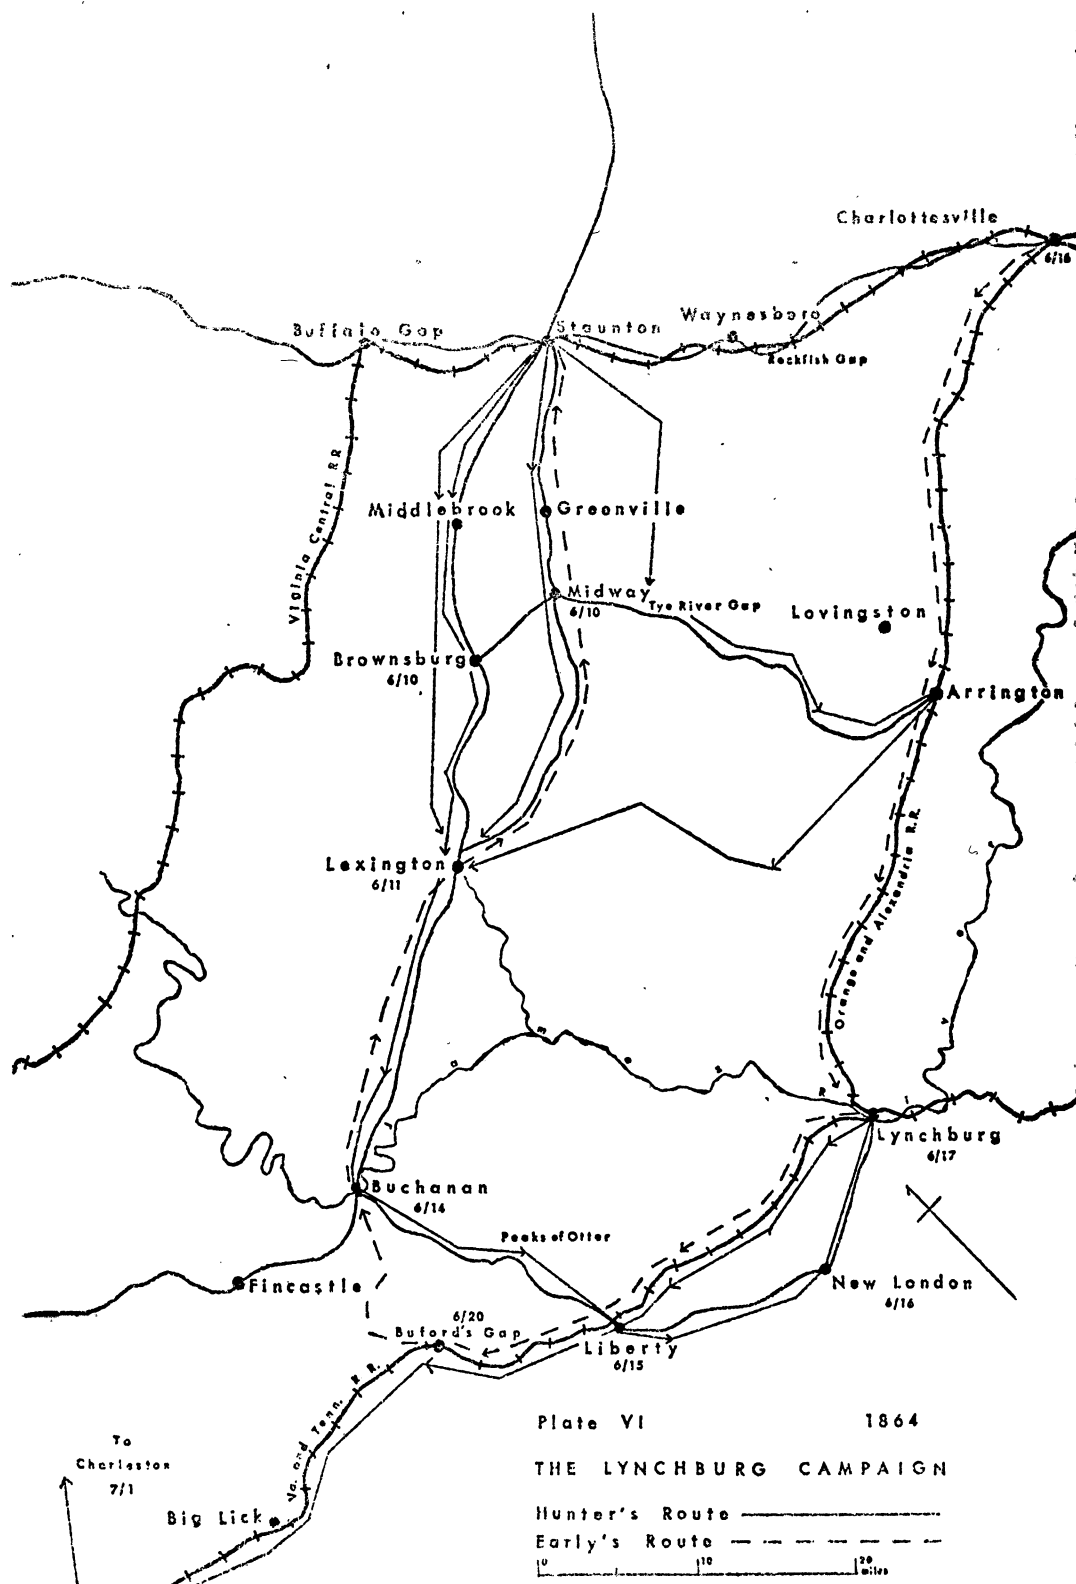 Charlottesville
6/16
Buffalo Gap
Staunton
Waynesboro
Rockfish Gap
Virginia Central RR
Middlebrook
Greenville
Midway
6/10
Tye River Gap
Lovingston
Brownsburg
6/10
Arrington
Lexington
6/11
Orange and Alexandria R.R.
J a m e s R i v e r
Lynchburg
6/17
Buchanan
6/14
Peaks of Otter
Fincastle
New London
6/16
6/20
Buford's Gap
Liberty
6/15
Va. and Tenn. R. R.
To
Charleston
7/1
Big Lick
Plate VI 1864
THE LYNCHBURG CAMPAIGN
Hunter's Route
Early's Route
0 10 20
miles